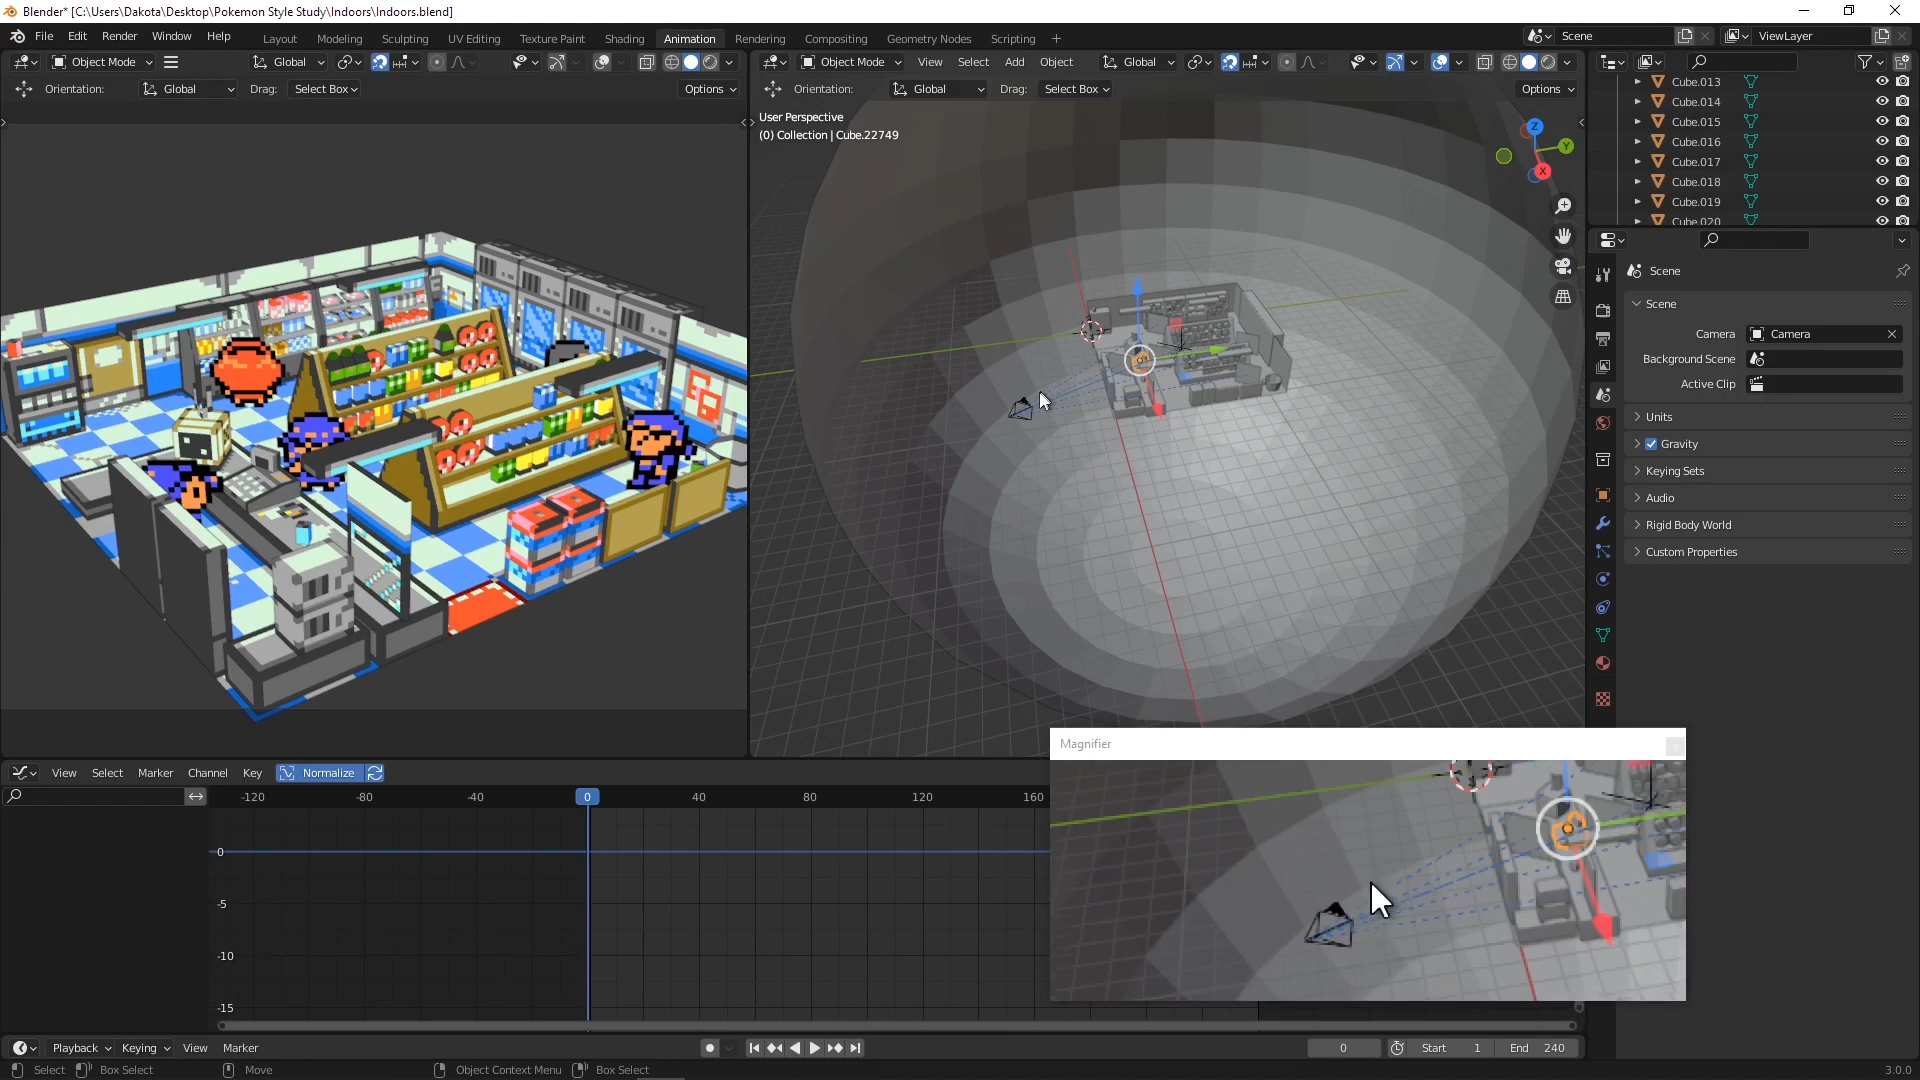 Blender* [C:\Users\Dakota\Desktop\Pokemon Style Study\Indoors\Indoors.blend]
File Edit Render Window Help Layout Modeling Sculpting UV Editing Texture Paint Shading Animation Rendering Compositing Geometry Nodes Scripting + Scene ViewLayer
Object Mode Global Object Mode View Select Add Object Global
Orientation: Global Drag: Select Box Options Orientation: Global Drag: Select Box Options
User Perspective
(0) Collection | Cube.22749
Z
Y
X
Cube.013
Cube.014
Cube.015
Cube.016
Cube.017
Cube.018
Cube.019
Cube.020
Scene
Scene
Camera Camera
Background Scene
Active Clip
Units
Gravity
Keying Sets
Audio
Rigid Body World
Custom Properties
Magnifier
View Select Marker Channel Key Normalize
-120 -80 -40 0 40 80 120 160
0
-5
-10
-15
Playback Keying View Marker 0 Start 1 End 240
Select Box Select Move Object Context Menu Box Select 3.0.0